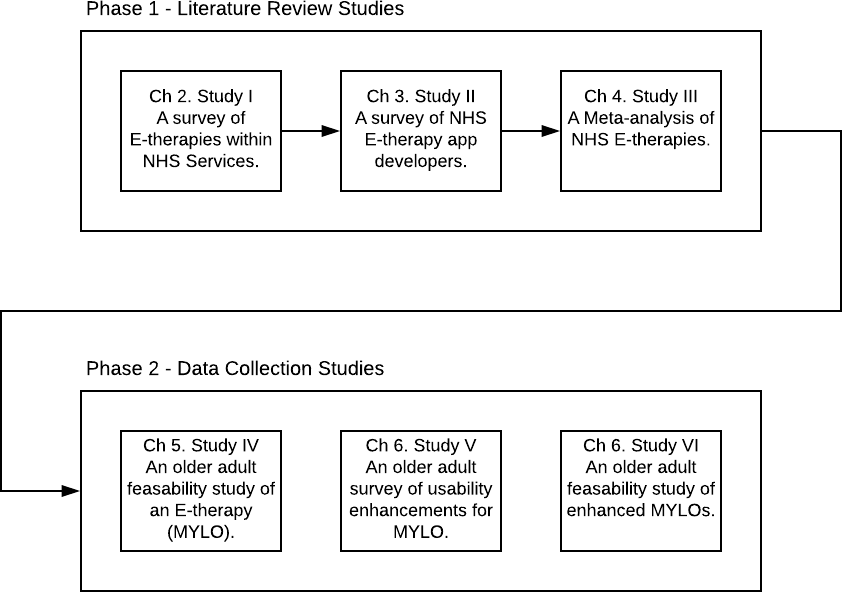 Phase 1 - Literature Review Studies
Ch 2. Study I
A survey of
E-therapies within
NHS Services.
Ch 3. Study II
A survey of NHS
E-therapy app
developers.
Ch 4. Study III
A Meta-analysis of
NHS E-therapies.
Phase 2 - Data Collection Studies
Ch 5. Study IV
An older adult
feasability study of
an E-therapy
(MYLO).
Ch 6. Study V
An older adult
survey of usability
enhancements for
MYLO.
Ch 6. Study VI
An older adult
feasability study of
enhanced MYLOs.